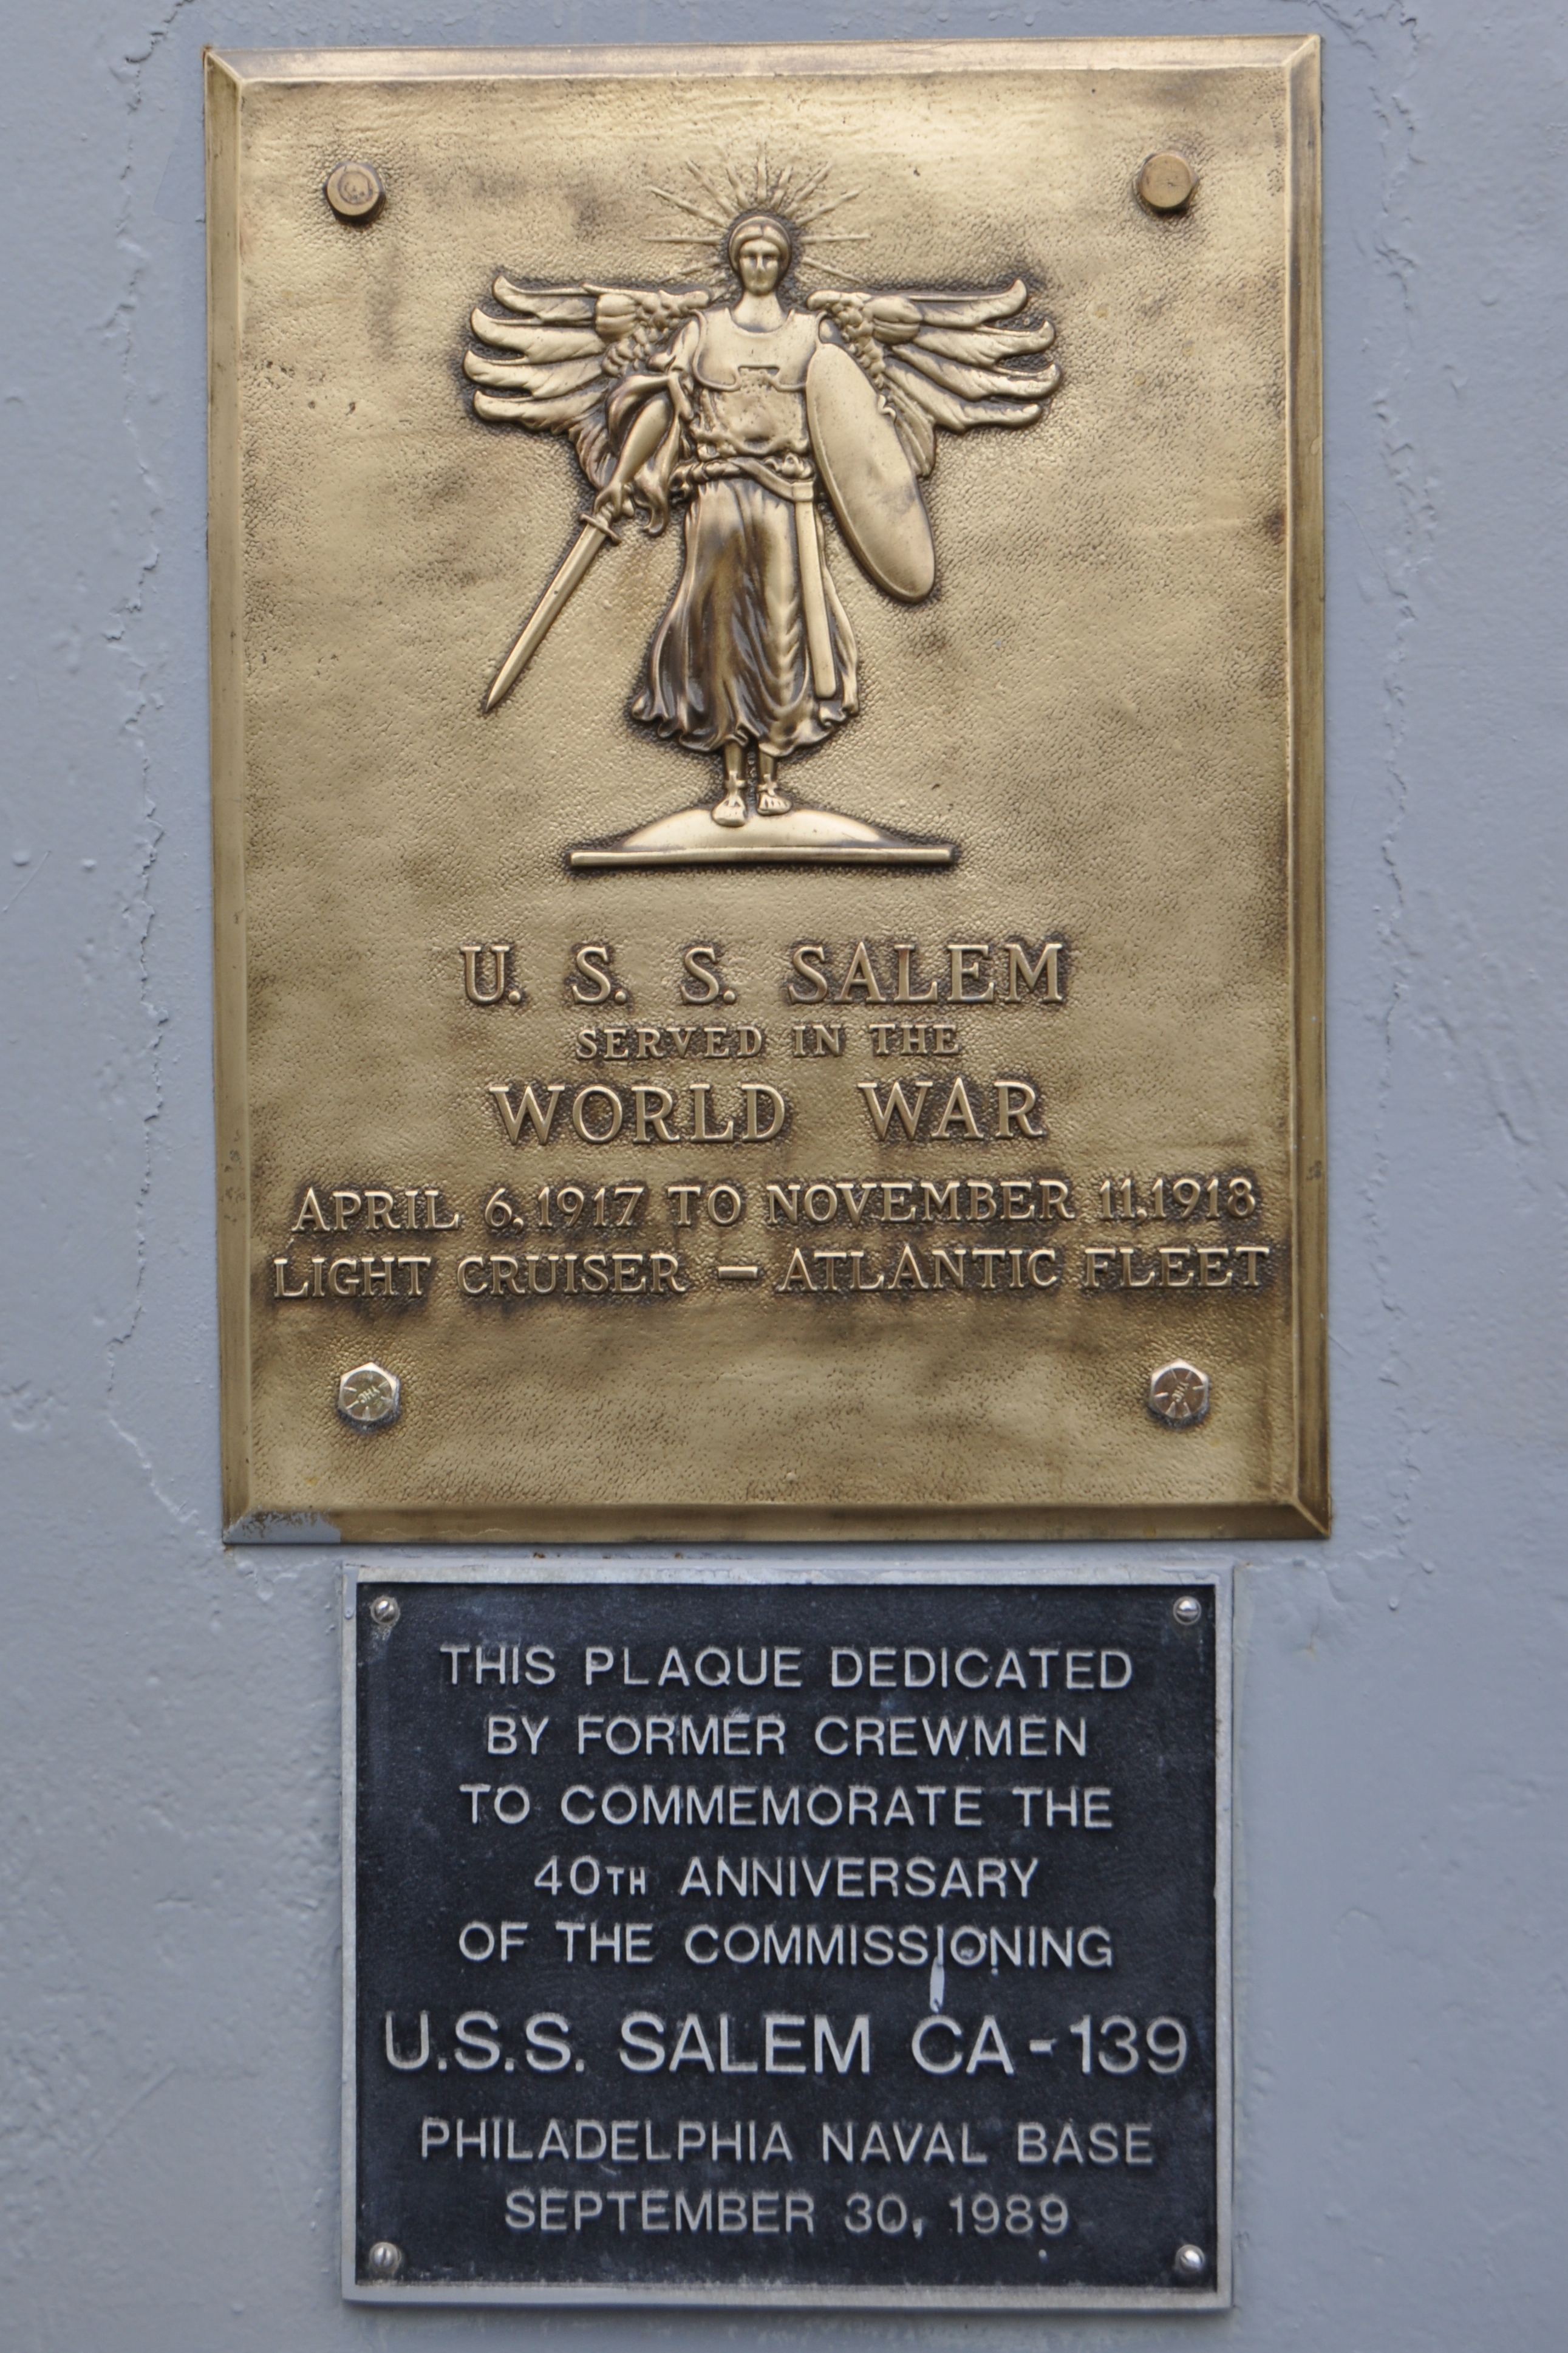 U. S. S. SALEM
SERVED IN THE
WORLD WAR
APRIL 6, 1917 TO NOVEMBER 11, 1918
LIGHT CRUISER — ATLANTIC FLEET
THIS PLAQUE DEDICATED
BY FORMER CREWMEN
TO COMMEMORATE THE
40TH ANNIVERSARY
OF THE COMMISSIONING
U.S.S. SALEM CA-139
PHILADELPHIA NAVAL BASE
SEPTEMBER 30, 1989